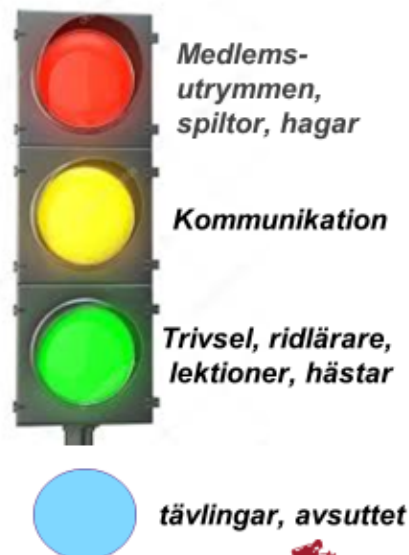 Medlems-
utrymmen,
spiltor, hagar
Kommunikation
Trivsel, ridlärare,
lektioner, hästar
tävlingar, avsuttet